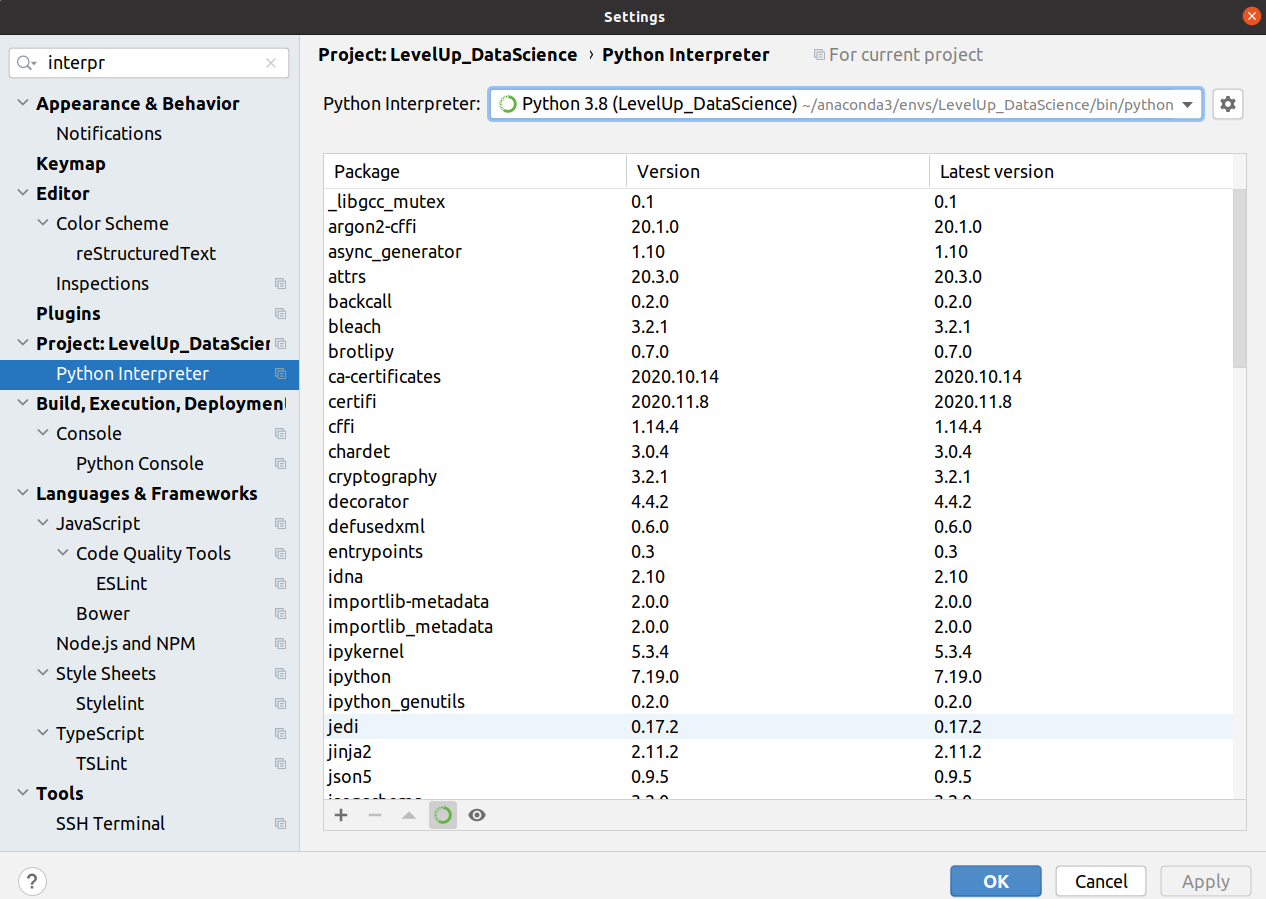 Settings
interpr
Appearance & Behavior
Notifications
Keymap
Editor
Color Scheme
reStructuredText
Inspections
Plugins
Project: LevelUp_DataScien
Python Interpreter
Build, Execution, Deployment
Console
Python Console
Languages & Frameworks
JavaScript
Code Quality Tools
ESLint
Bower
Node.js and NPM
Style Sheets
Stylelint
TypeScript
TSLint
Tools
SSH Terminal
Project: LevelUp_DataScience › Python Interpreter For current project
Python Interpreter: Python 3.8 (LevelUp_DataScience) ~/anaconda3/envs/LevelUp_DataScience/bin/python
Package Version Latest version
_libgcc_mutex 0.1 0.1
argon2-cffi 20.1.0 20.1.0
async_generator 1.10 1.10
attrs 20.3.0 20.3.0
backcall 0.2.0 0.2.0
bleach 3.2.1 3.2.1
brotlipy 0.7.0 0.7.0
ca-certificates 2020.10.14 2020.10.14
certifi 2020.11.8 2020.11.8
cffi 1.14.4 1.14.4
chardet 3.0.4 3.0.4
cryptography 3.2.1 3.2.1
decorator 4.4.2 4.4.2
defusedxml 0.6.0 0.6.0
entrypoints 0.3 0.3
idna 2.10 2.10
importlib-metadata 2.0.0 2.0.0
importlib_metadata 2.0.0 2.0.0
ipykernel 5.3.4 5.3.4
ipython 7.19.0 7.19.0
ipython_genutils 0.2.0 0.2.0
jedi 0.17.2 0.17.2
jinja2 2.11.2 2.11.2
json5 0.9.5 0.9.5
?
OK
Cancel
Apply